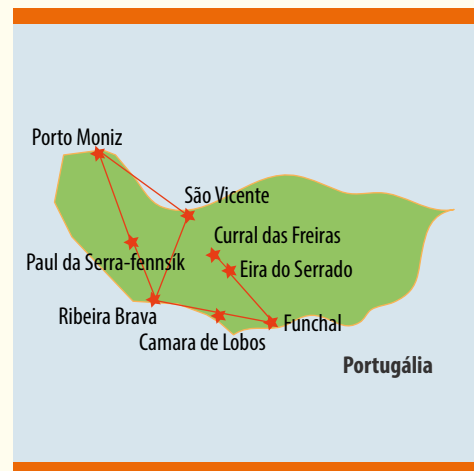 Porto Moniz
São Vicente
Curral das Freiras
Paul da Serra-fennsík
Eira do Serrado
Ribeira Brava
Funchal
Camara de Lobos
Portugália